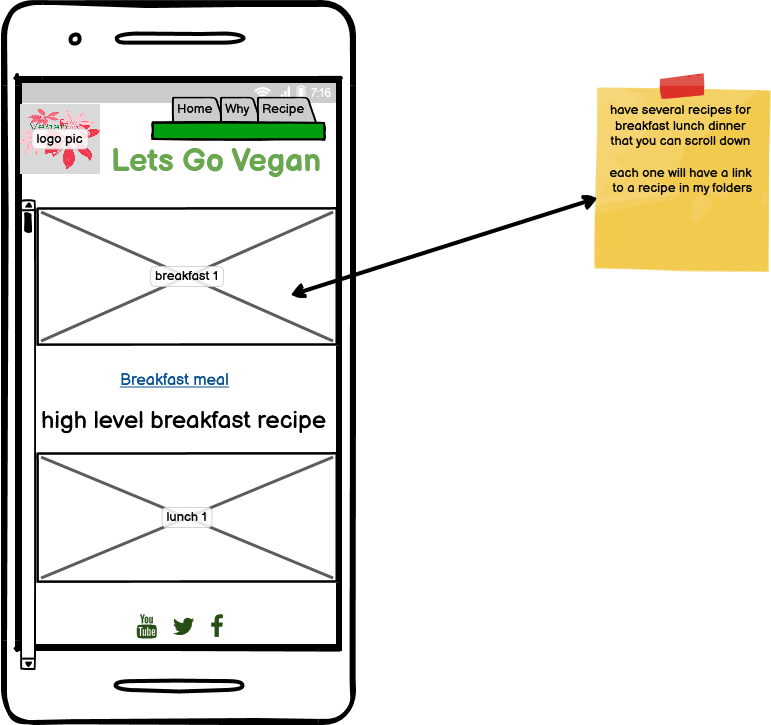 7:16
Home Why Recipe
vegan
logo pic
Lets Go Vegan
breakfast 1
Breakfast meal
high level breakfast recipe
lunch 1
You
Tube
have several recipes for
breakfast lunch dinner
that you can scroll down
each one will have a link
to a recipe in my folders